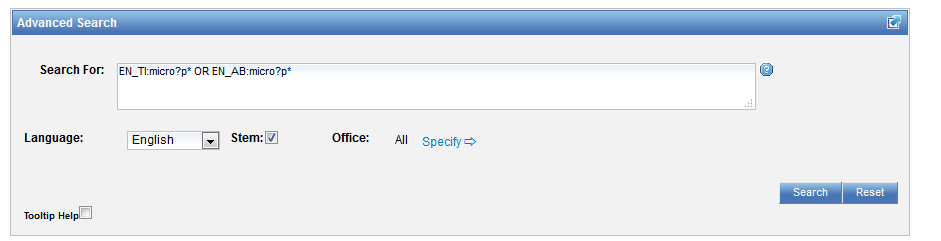 Advanced Search
Search For: EN_TI:micro?p* OR EN_AB:micro?p*
?
Language: English Stem: Office: All Specify ⇨
Search Reset
Tooltip Help